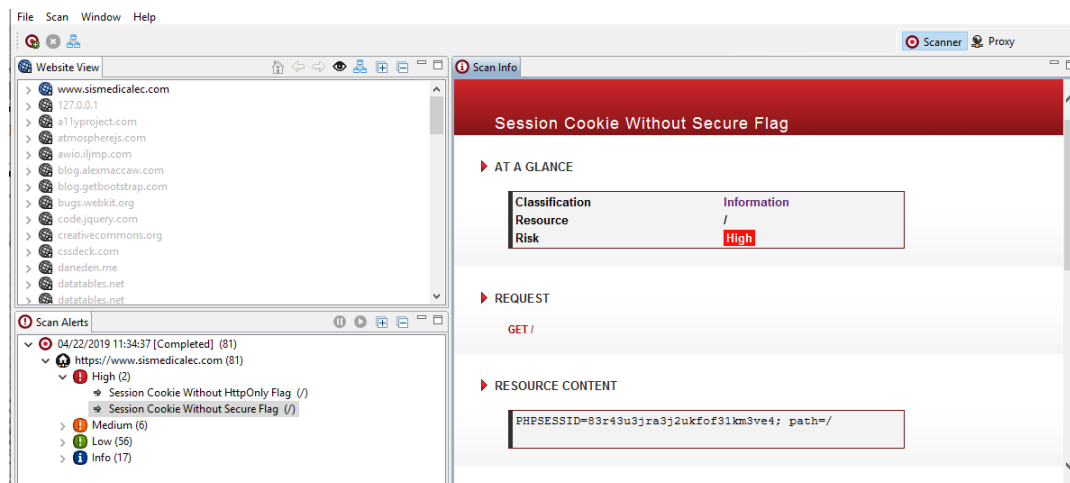 File Scan Window Help
Scanner Proxy
Website View
www.sismedicalec.com
127.0.0.1
a11yproject.com
atmospherejs.com
awio.iljmp.com
blog.alexmaccaw.com
blog.getbootstrap.com
bugs.webkit.org
code.jquery.com
creativecommons.org
cssdeck.com
daneden.me
datatables.net
datatables.net
Scan Alerts
04/22/2019 11:34:37 [Completed] (81)
https://www.sismedicalec.com (81)
High (2)
Session Cookie Without HttpOnly Flag (/)
Session Cookie Without Secure Flag (/)
Medium (6)
Low (56)
Info (17)
Scan Info
Session Cookie Without Secure Flag
AT A GLANCE
Classification Information
Resource /
Risk High
REQUEST
GET /
RESOURCE CONTENT
PHPSESSID=83r43u3jra3j2ukfof31km3ve4; path=/